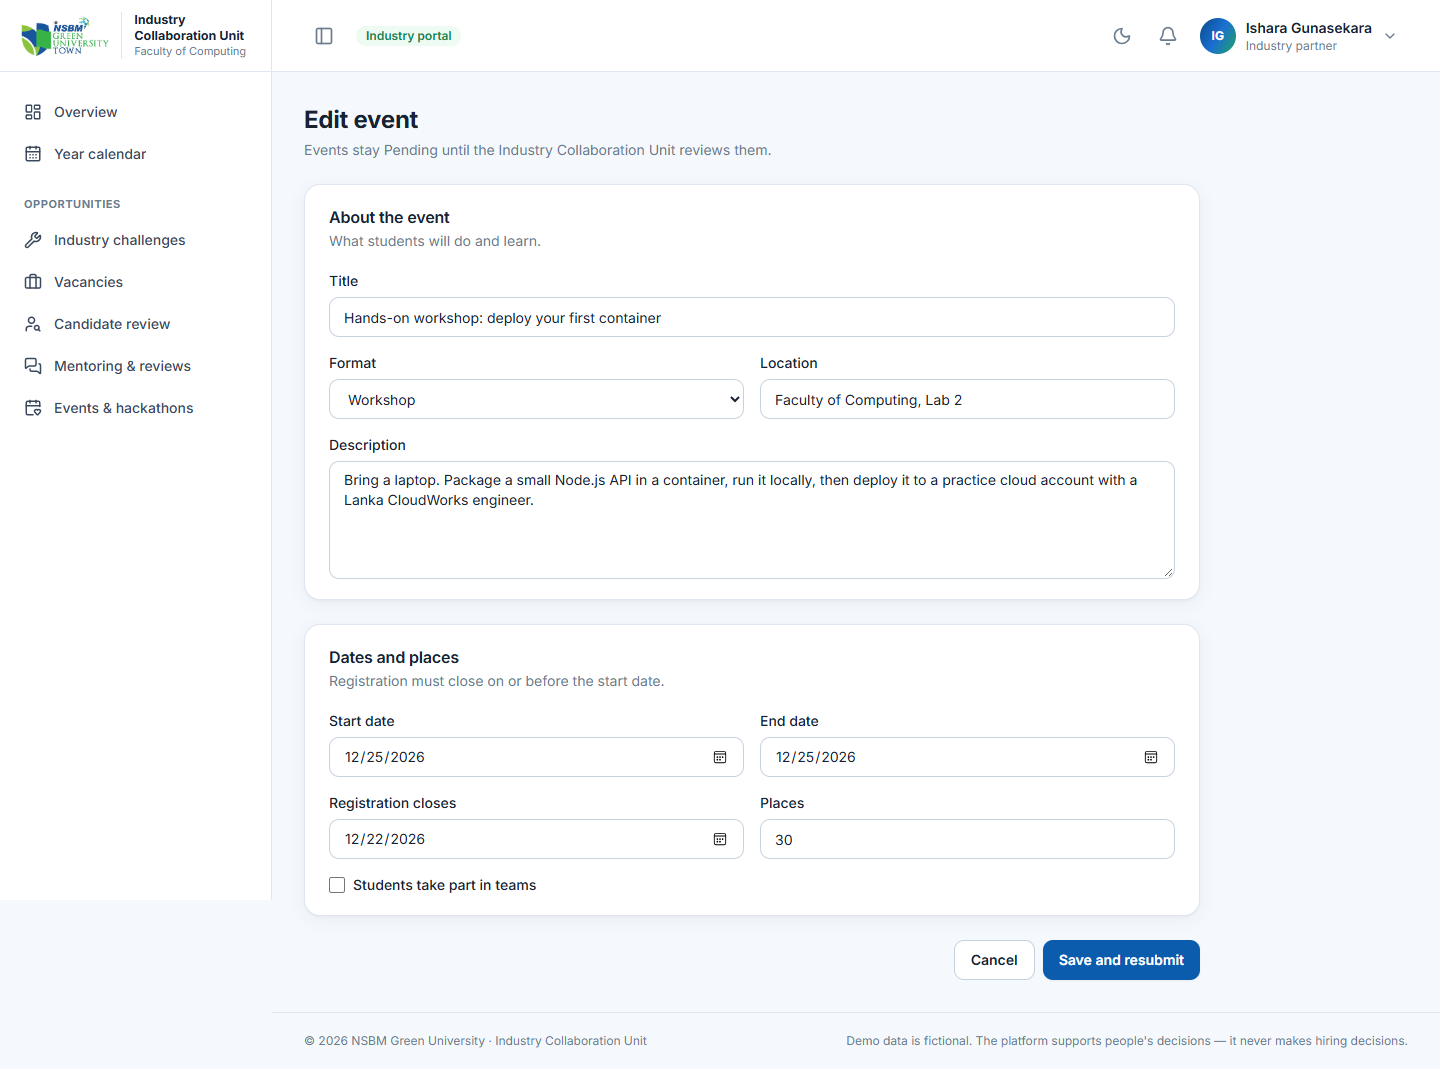 NSBM
GREEN
UNIVERSITY
TOWN
Industry
Collaboration Unit
Faculty of Computing
Industry portal
IG
Ishara Gunasekara
Industry partner
Overview
Year calendar
OPPORTUNITIES
Industry challenges
Vacancies
Candidate review
Mentoring & reviews
Events & hackathons
Edit event
Events stay Pending until the Industry Collaboration Unit reviews them.
About the event
What students will do and learn.
Title
Hands-on workshop: deploy your first container
Format
Location
Workshop
Faculty of Computing, Lab 2
Description
Bring a laptop. Package a small Node.js API in a container, run it locally, then deploy it to a practice cloud account with a
Lanka CloudWorks engineer.
Dates and places
Registration must close on or before the start date.
Start date
End date
12/25/2026
12/25/2026
Registration closes
Places
12/22/2026
30
Students take part in teams
Cancel
Save and resubmit
© 2026 NSBM Green University · Industry Collaboration Unit
Demo data is fictional. The platform supports people's decisions — it never makes hiring decisions.